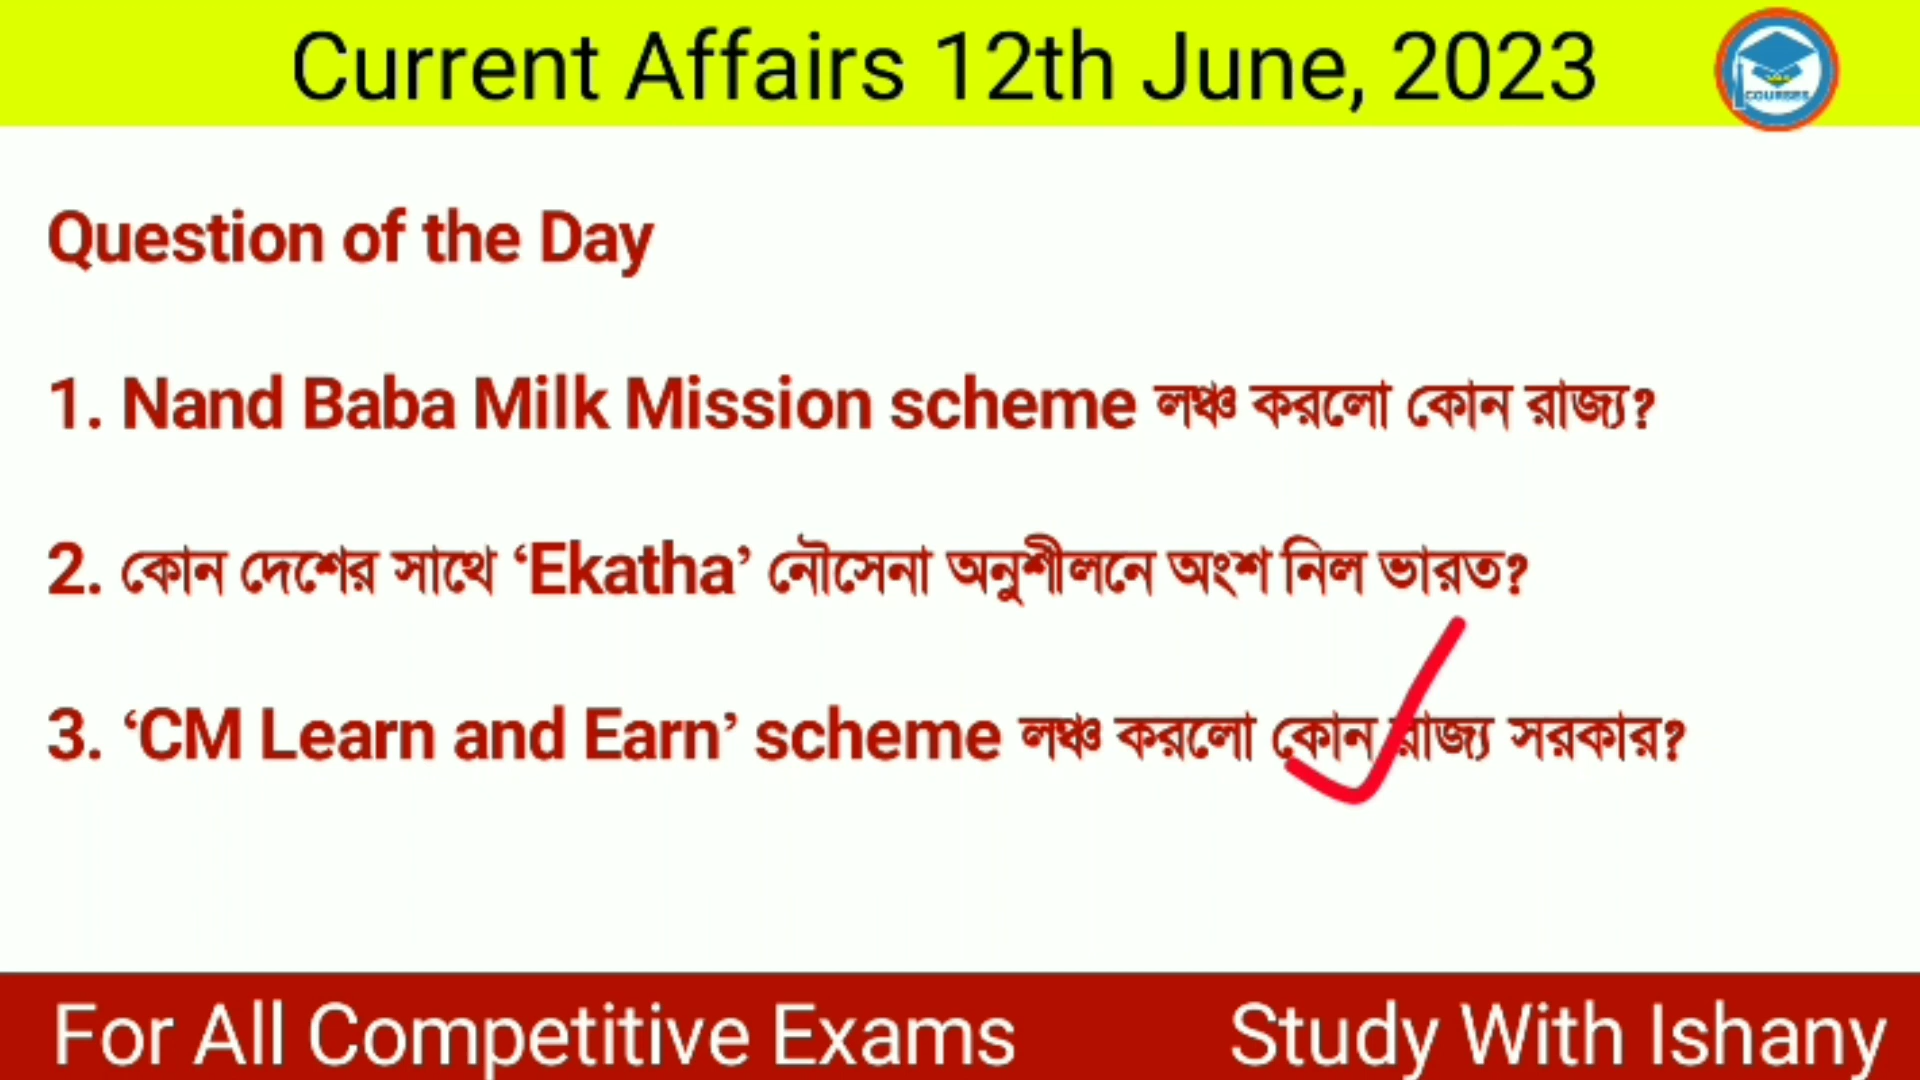 Current Affairs 12th June, 2023
COURSES
Question of the Day
1. Nand Baba Milk Mission scheme লঞ্চ করলো কোন রাজ্য?
2. কোন দেশের সাথে ‘Ekatha’ নৌসেনা অনুশীলনে অংশ নিল ভারত?
3. ‘CM Learn and Earn’ scheme লঞ্চ করলো কোন রাজ্য সরকার?
For All Competitive Exams
Study With Ishany